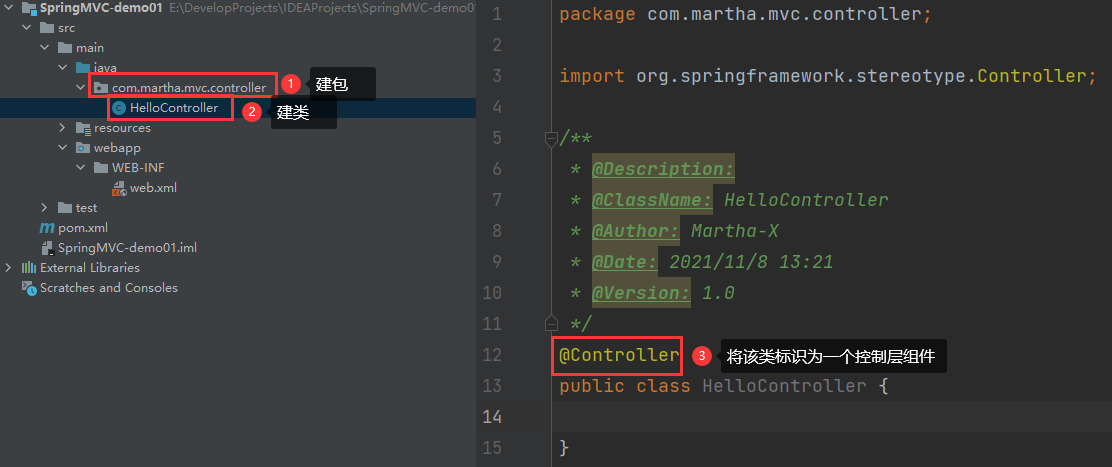 SpringMVC-demo01 E:\DevelopProjects\IDEAProjects\SpringMVC-demo01
src
main
java
com.martha.mvc.controller 1 建包
HelloController 2 建类
resources
webapp
WEB-INF
web.xml
test
pom.xml
SpringMVC-demo01.iml
External Libraries
Scratches and Consoles
1 package com.martha.mvc.controller;
2
3 import org.springframework.stereotype.Controller;
4
5 /**
6 * @Description:
7 * @ClassName: HelloController
8 * @Author: Martha-X
9 * @Date: 2021/11/8 13:21
10 * @Version: 1.0
11 */
12 @Controller 3 将该类标识为一个控制层组件
13 public class HelloController {
14
15 }